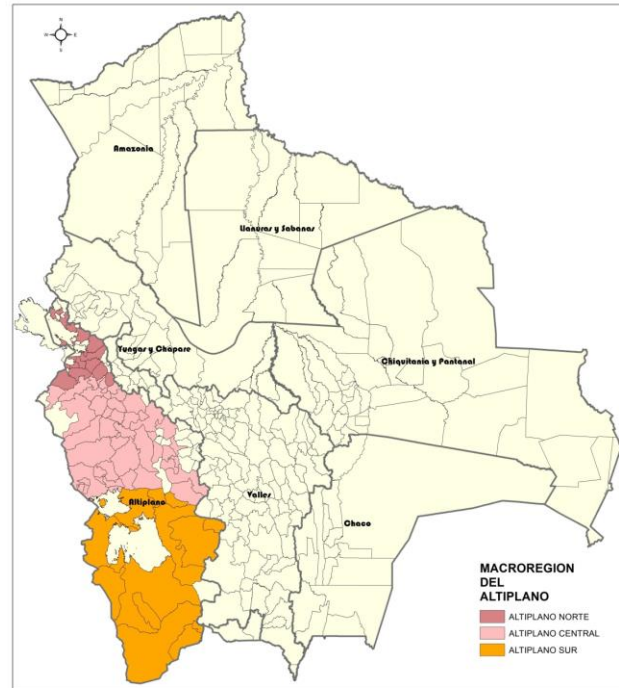 N
W E
S
Amazonia
Llanuras y Sabanas
Yungas y Chapare
Chiquitania y Pantanal
Altiplano
Valles
Chaco
MACROREGION
DEL
ALTIPLANO
ALTIPLANO NORTE
ALTIPLANO CENTRAL
ALTIPLANO SUR